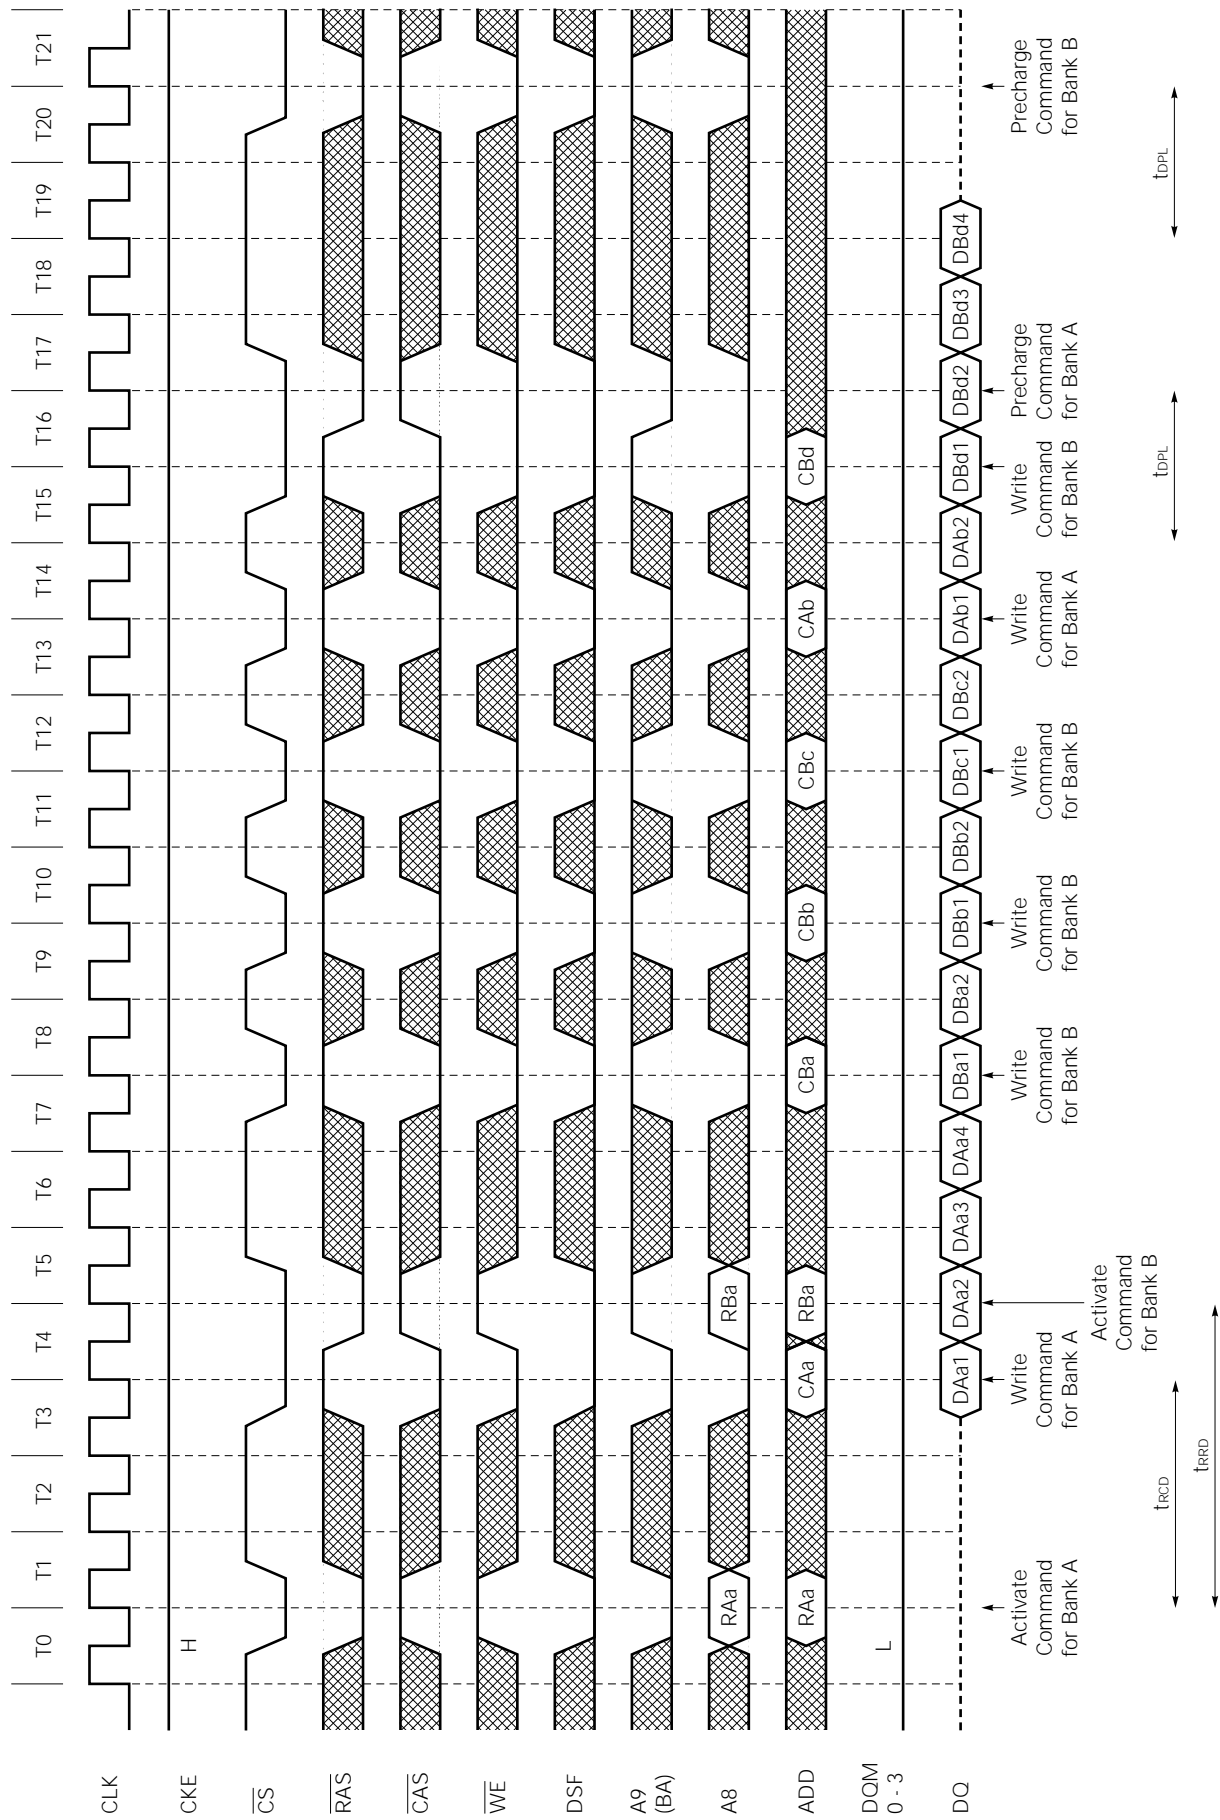 T0 T1 T2 T3 T4 T5 T6 T7 T8 T9 T10 T11 T12 T13 T14 T15 T16 T17 T18 T19 T20 T21
CLK
CKE
H
CS
RAS
CAS
WE
DSF
A9
(BA)
A8
RAa RBa
ADD
RAa CAa RBa CBa CBb CBc CAb CBd
DQM
0 - 3
L
DQ
DAa1 DAa2 DAa3 DAa4 DBa1 DBa2 DBb1 DBb2 DBc1 DBc2 DAb1 DAb2 DBd1 DBd2 DBd3 DBd4
Activate
Command
for Bank A
Write
Command
for Bank A
Activate
Command
for Bank B
Write
Command
for Bank B
Write
Command
for Bank B
Write
Command
for Bank B
Write
Command
for Bank A
Write
Command
for Bank B
Precharge
Command
for Bank A
Precharge
Command
for Bank B
tRCD
tDPL
tDPL
tRRD